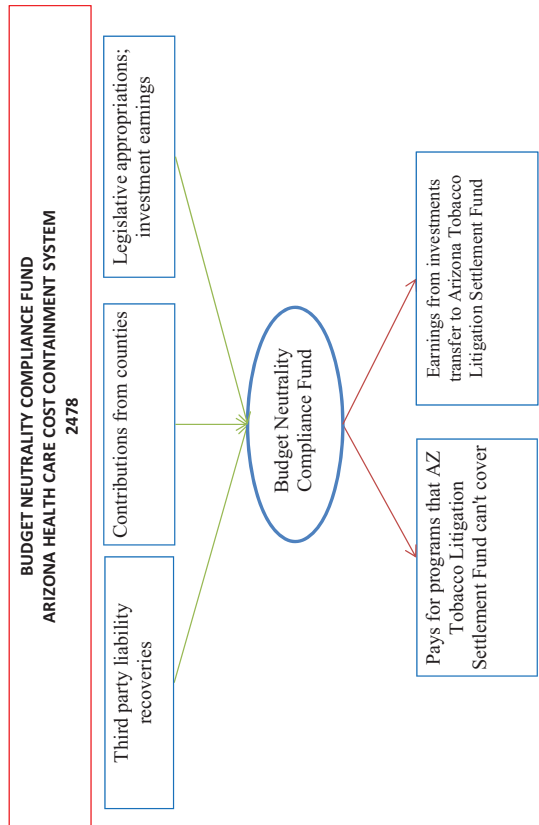 BUDGET NEUTRALITY COMPLIANCE FUND
ARIZONA HEALTH CARE COST CONTAINMENT SYSTEM
2478
Third party liability
recoveries
Contributions from counties
Legislative appropriations;
investment earnings
Budget Neutrality
Compliance Fund
Pays for programs that AZ
Tobacco Litigation
Settlement Fund can't cover
Earnings from investments
transfer to Arizona Tobacco
Litigation Settlement Fund